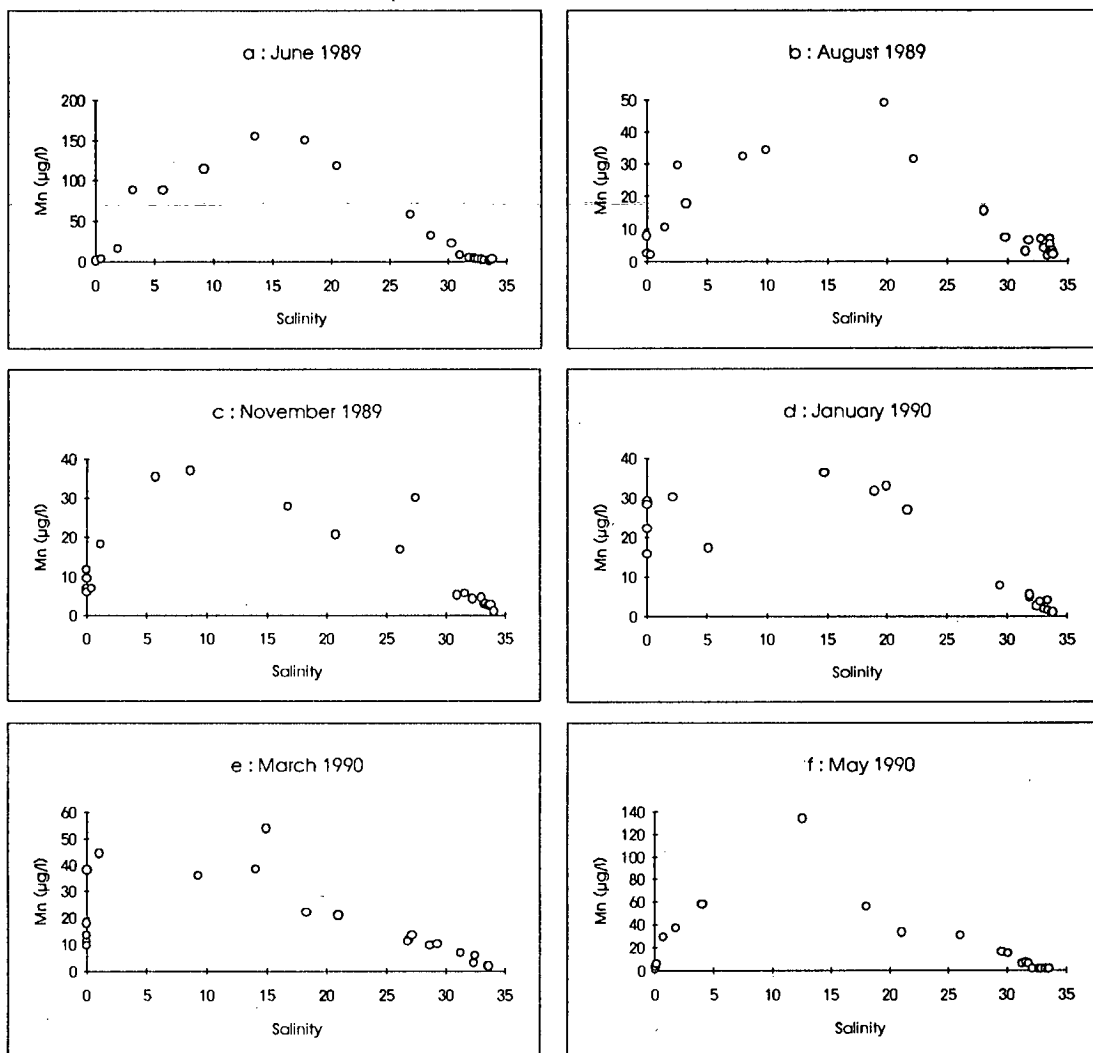 a : June 1989
Mn (µg/l)
200
150
100
50
0
0 5 10 15 20 25 30 35
Salinity
b : August 1989
Mn (µg/l)
50
40
30
20
10
0
0 5 10 15 20 25 30 35
Salinity
c : November 1989
Mn (µg/l)
40
30
20
10
0
0 5 10 15 20 25 30 35
Salinity
d : January 1990
Mn (µg/l)
40
30
20
10
0
0 5 10 15 20 25 30 35
Salinity
e : March 1990
Mn (µg/l)
60
50
40
30
20
10
0
0 5 10 15 20 25 30 35
Salinity
f : May 1990
Mn (µg/l)
140
120
100
80
60
40
20
0
0 5 10 15 20 25 30 35
Salinity